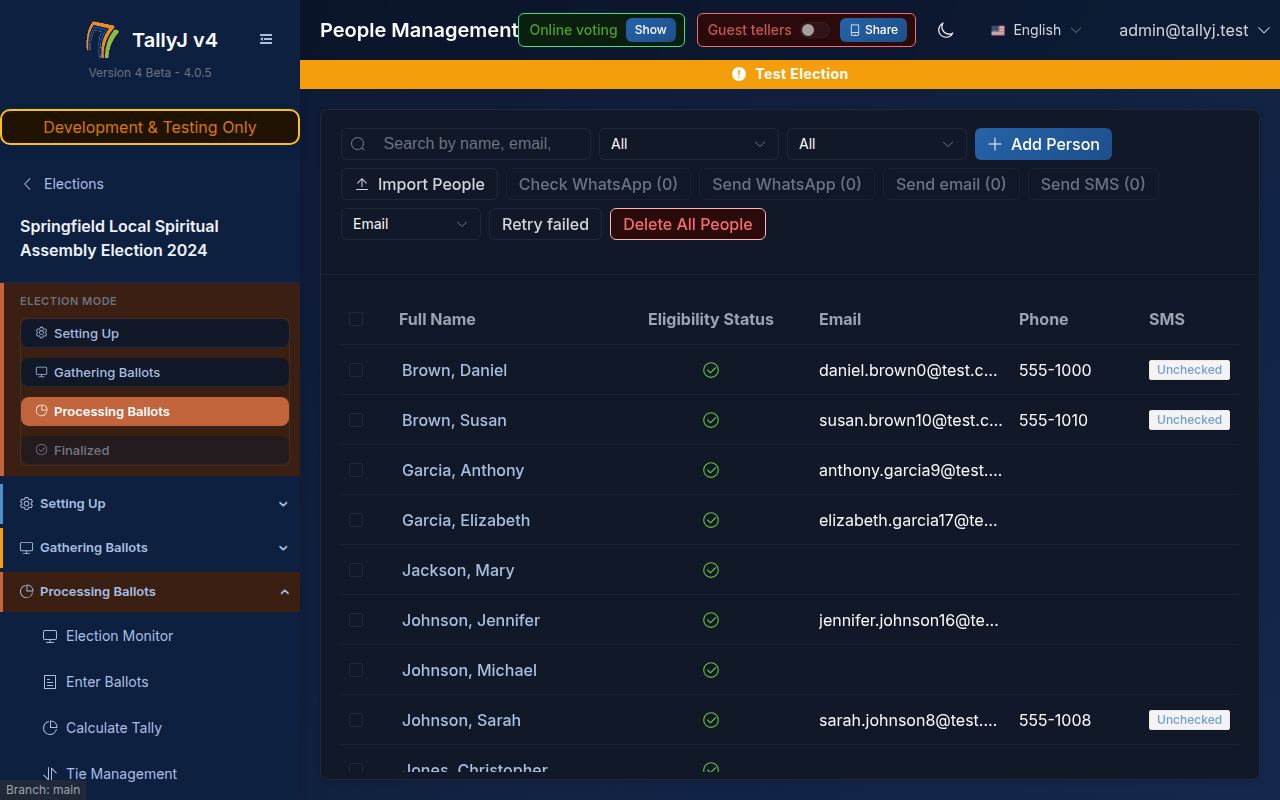 TallyJ v4
Version 4 Beta - 4.0.5
Development & Testing Only
Elections
Springfield Local Spiritual
Assembly Election 2024
ELECTION MODE
Setting Up
Gathering Ballots
Processing Ballots
Finalized
Setting Up
Gathering Ballots
Processing Ballots
Election Monitor
Enter Ballots
Calculate Tally
Tie Management
Branch: main
People Management
Online voting Show
Guest tellers Share
English
admin@tallyj.test
Test Election
Search by name, email,
All
All
Add Person
Import People
Check WhatsApp (0)
Send WhatsApp (0)
Send email (0)
Send SMS (0)
Email
Retry failed
Delete All People
Full Name Eligibility Status Email Phone SMS
Brown, Daniel daniel.brown0@test.c... 555-1000 Unchecked
Brown, Susan susan.brown10@test.c... 555-1010 Unchecked
Garcia, Anthony anthony.garcia9@test....
Garcia, Elizabeth elizabeth.garcia17@te...
Jackson, Mary
Johnson, Jennifer jennifer.johnson16@te...
Johnson, Michael
Johnson, Sarah sarah.johnson8@test.... 555-1008 Unchecked
Jones, Christopher